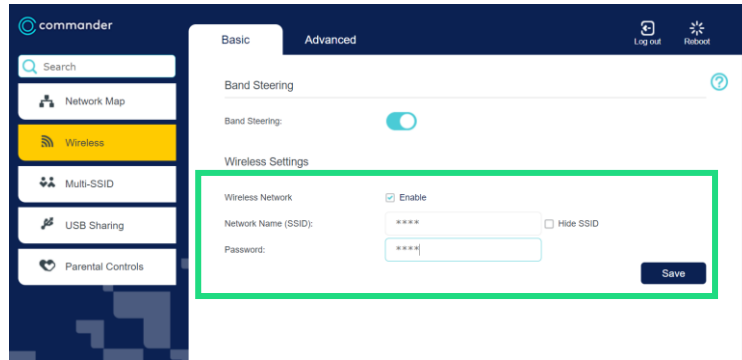 commander
Basic
Advanced
Log out
Reboot
Search
Network Map
Wireless
Multi-SSID
USB Sharing
Parental Controls
Band Steering
Band Steering:
Wireless Settings
Wireless Network
Enable
Network Name (SSID):
****
Hide SSID
Password:
****
Save